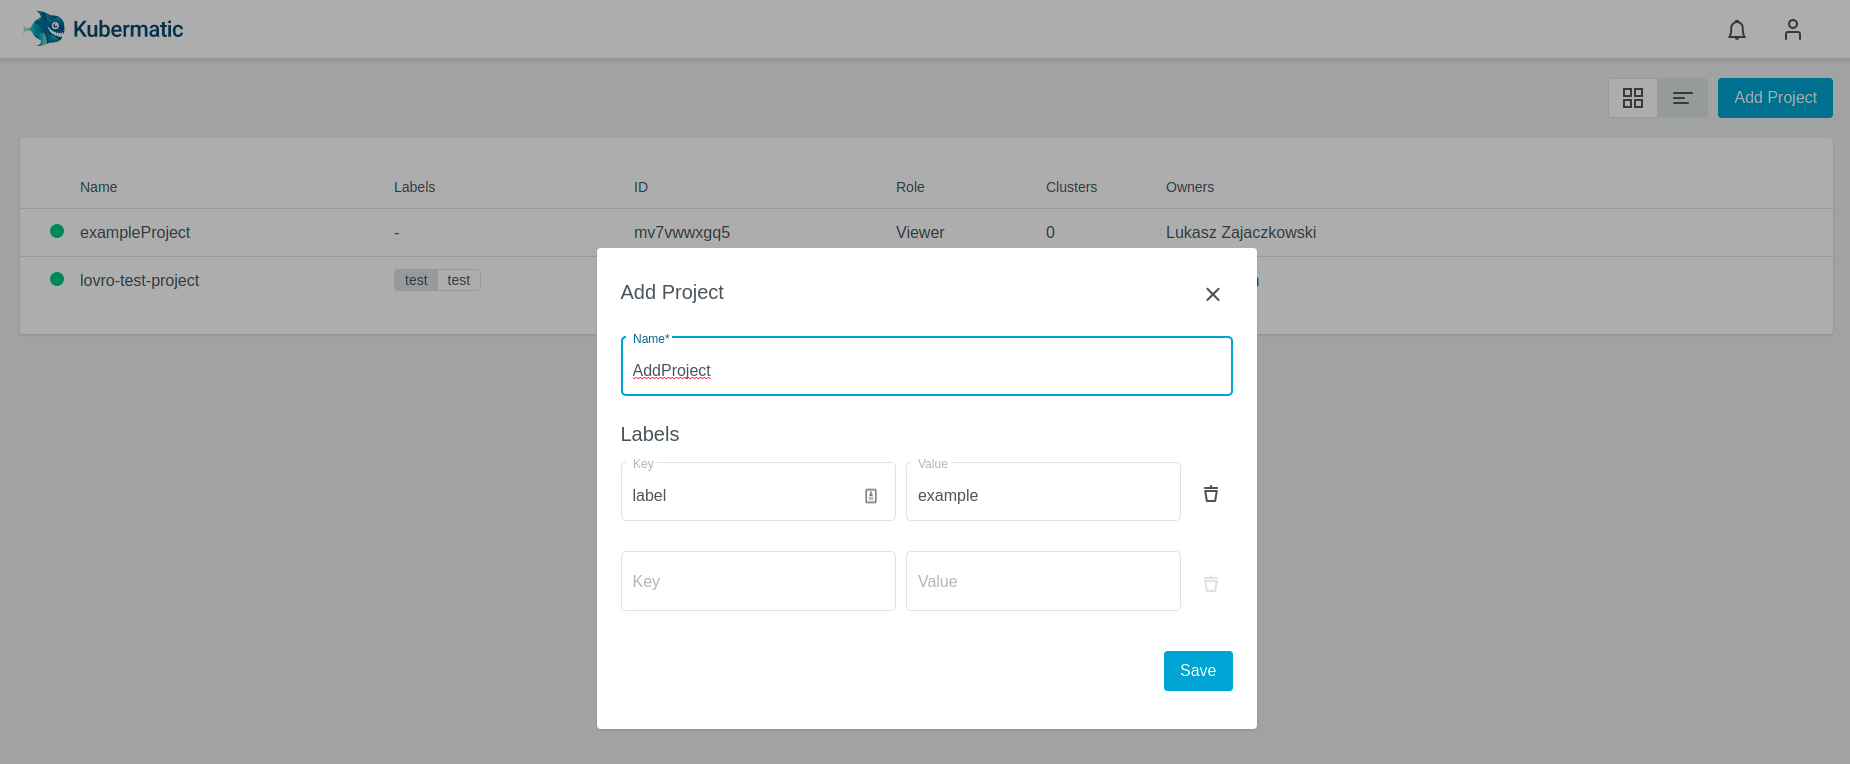 Kubermatic
Add Project
Name Labels ID Role Clusters Owners
exampleProject - mv7vwwxgq5 Viewer 0 Lukasz Zajaczkowski
lovro-test-project test test
Add Project
Name*
AddProject
Labels
Key Value
label example
Key Value
Save